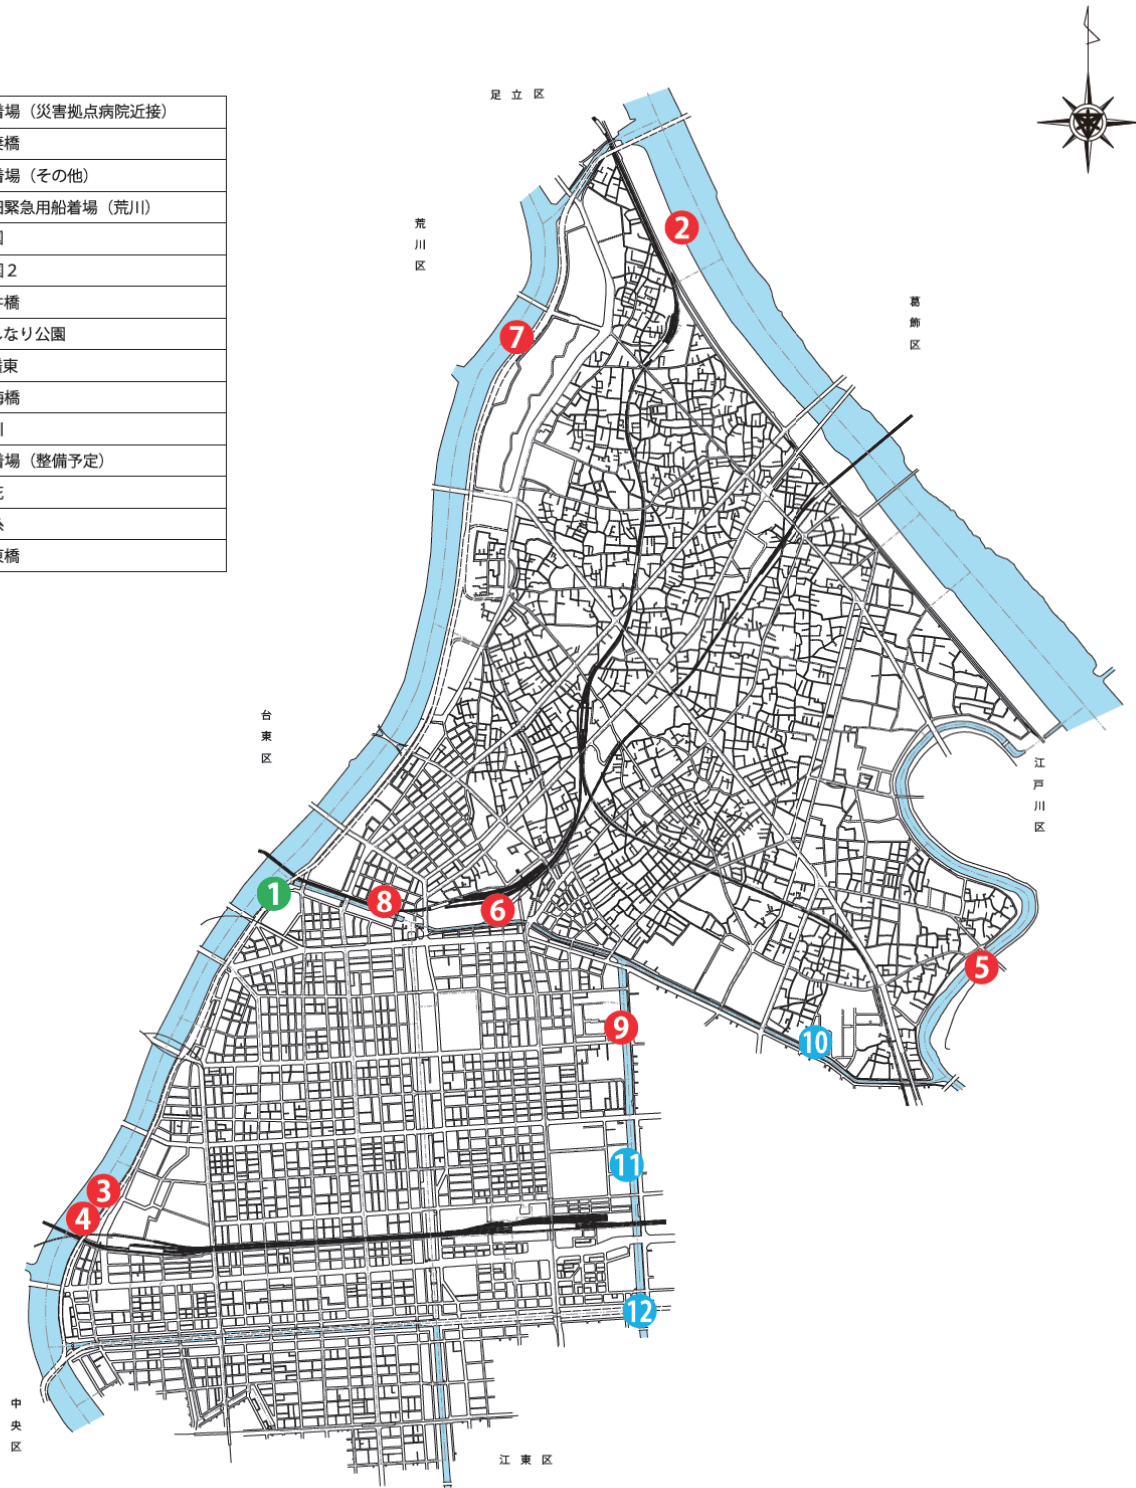 着場（災害拠点病院近接）
橋
着場（その他）
緊急用船着場（荒川）
２
橋
なり公園
東
橋
着場（整備予定）
橋
足立区
荒川区
葛飾区
台東区
江戸川区
中央区
江東区
1
2
3
4
5
6
7
8
9
10
11
12